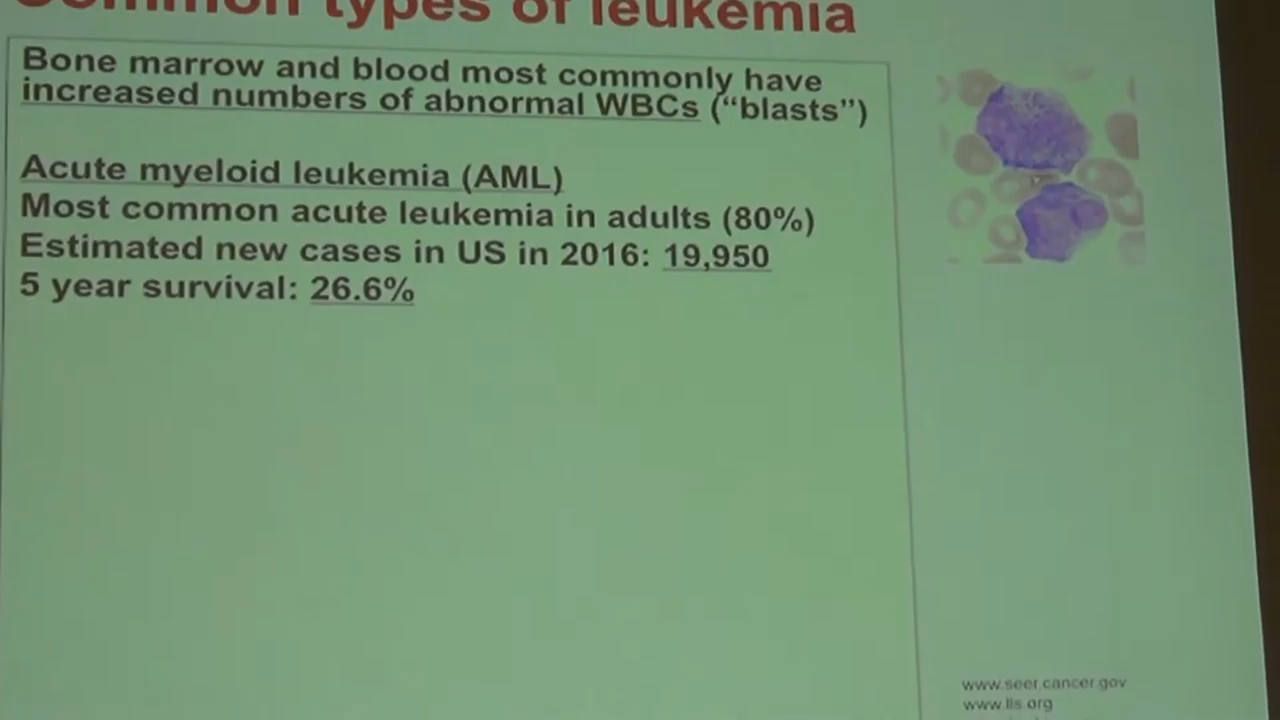 Common types of leukemia
Bone marrow and blood most commonly have
increased numbers of abnormal WBCs (“blasts”)
Acute myeloid leukemia (AML)
Most common acute leukemia in adults (80%)
Estimated new cases in US in 2016: 19,950
5 year survival: 26.6%
www.seer.cancer.gov
www.lls.org